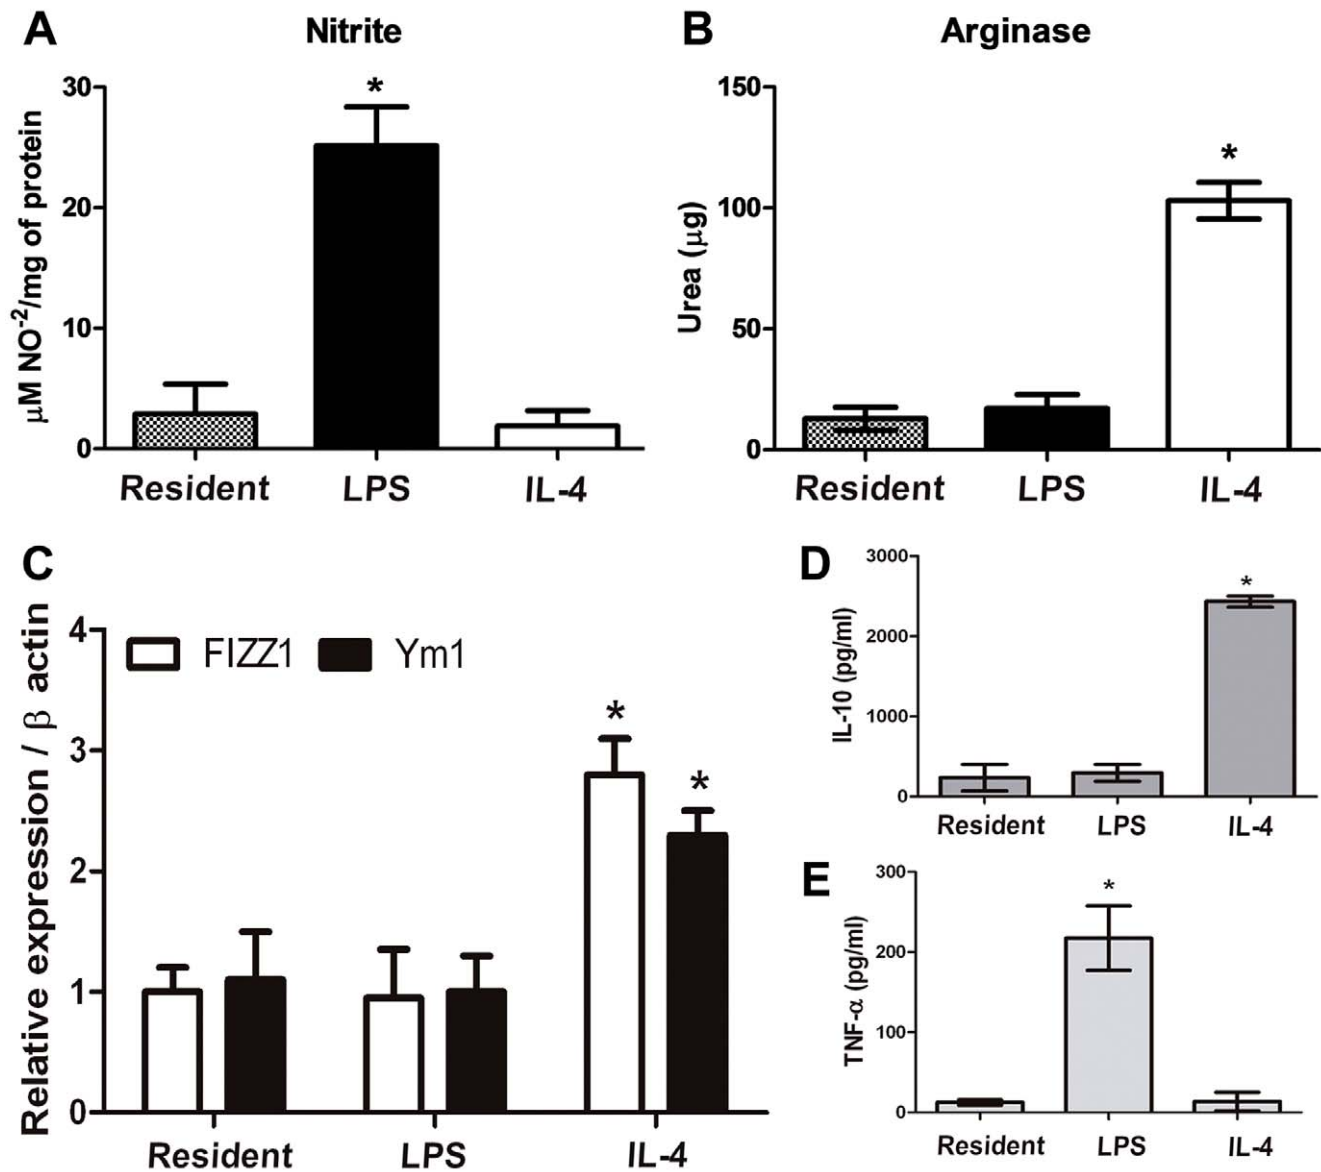 A
Nitrite
μM NO⁻²/mg of protein
30
20
10
0
*
Resident LPS IL-4
B
Arginase
Urea (μg)
150
100
50
0
*
Resident LPS IL-4
C
Relative expression / β actin
4
3
2
1
0
FIZZ1 Ym1
*
*
Resident LPS IL-4
D
IL-10 (pg/ml)
3000
2000
1000
0
*
Resident LPS IL-4
E
TNF-α (pg/ml)
300
200
100
0
*
Resident LPS IL-4